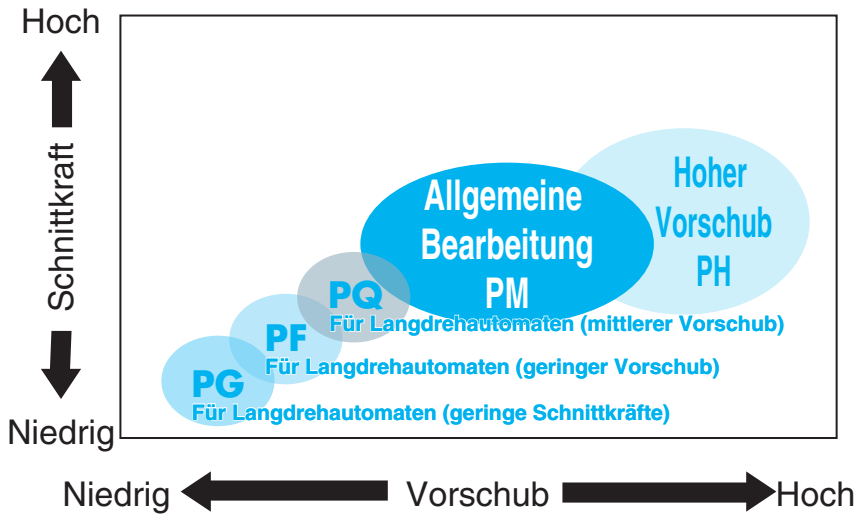 Hoch
Schnittkraft
Niedrig
Allgemeine
Bearbeitung
PM
Hoher
Vorschub
PH
PQ
Für Langdrehautomaten (mittlerer Vorschub)
PF
Für Langdrehautomaten (geringer Vorschub)
PG
Für Langdrehautomaten (geringe Schnittkräfte)
Niedrig
Vorschub
Hoch